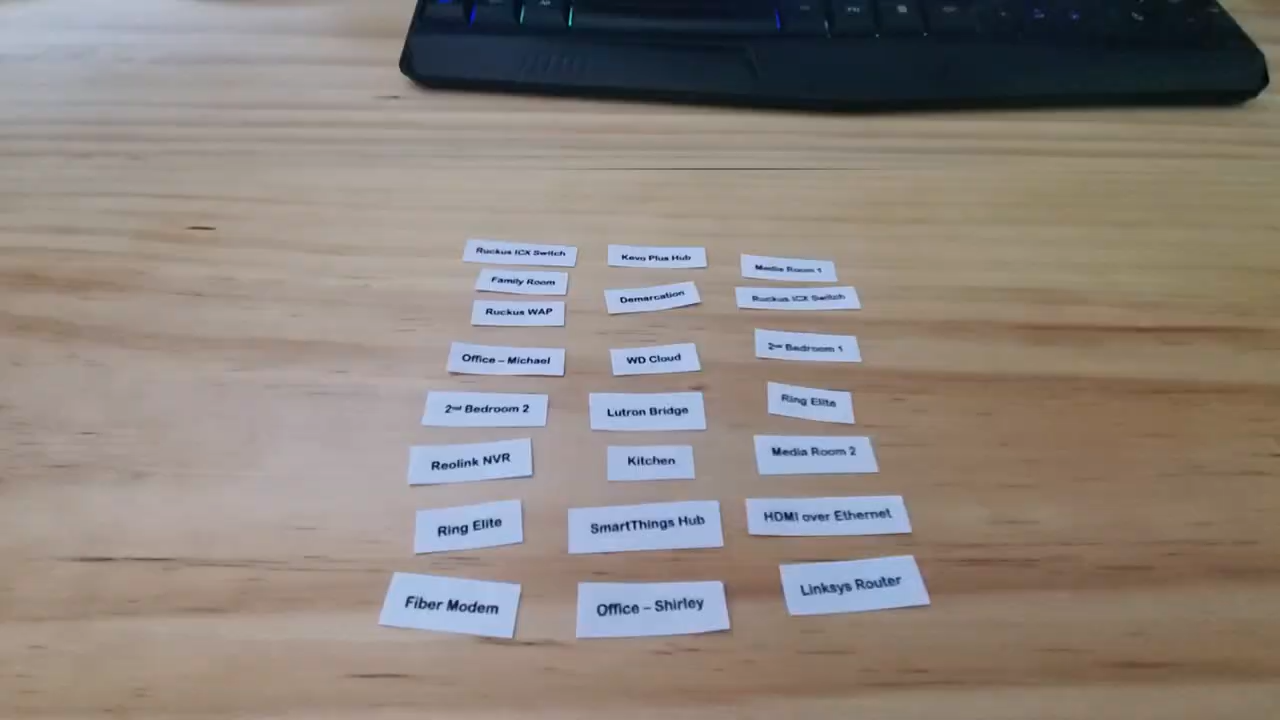 Ruckus ICX Switch
Kevo Plus Hub
Media Room 1
Family Room
Demarcation
Ruckus ICX Switch
Ruckus WAP
Office – Michael
WD Cloud
2nd Bedroom 1
2nd Bedroom 2
Lutron Bridge
Ring Elite
Reolink NVR
Kitchen
Media Room 2
Ring Elite
SmartThings Hub
HDMI over Ethernet
Fiber Modem
Office – Shirley
Linksys Router